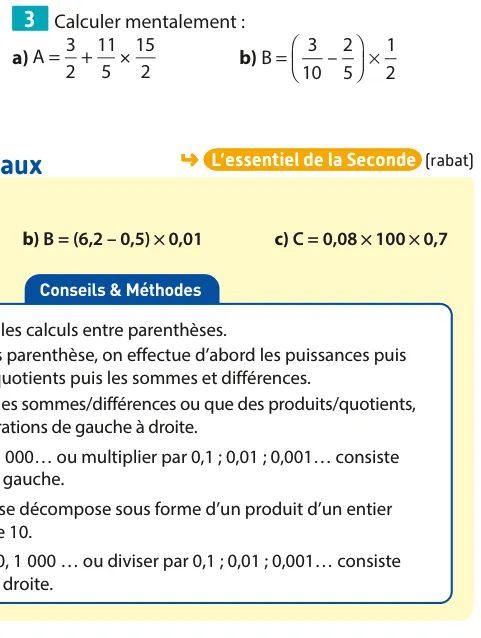 3 Calculer mentalement :
a) A = 3/2 + 11/5 × 15/2 b) B = (3/10 – 2/5) × 1/2
aux ↪ L'essentiel de la Seconde (rabat)
b) B = (6,2 – 0,5) × 0,01 c) C = 0,08 × 100 × 0,7
Conseils & Méthodes
les calculs entre parenthèses.
s parenthèse, on effectue d'abord les puissances puis
quotients puis les sommes et différences.
es sommes/différences ou que des produits/quotients,
rations de gauche à droite.
000… ou multiplier par 0,1 ; 0,01 ; 0,001… consiste
gauche.
se décompose sous forme d'un produit d'un entier
e 10.
0, 1 000 … ou diviser par 0,1 ; 0,01 ; 0,001… consiste
droite.